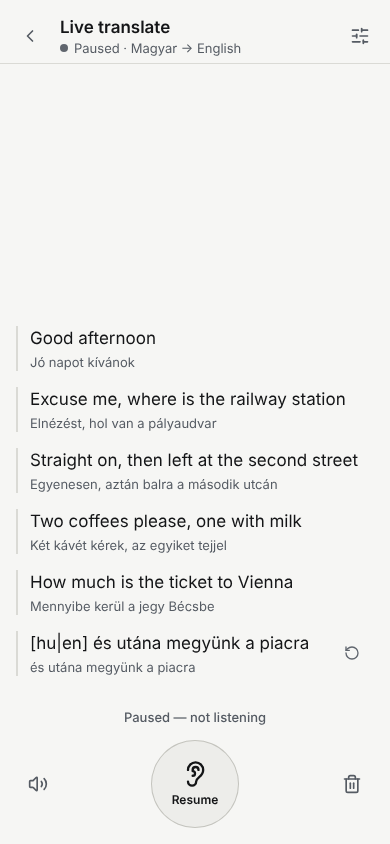 Live translate
Paused · Magyar → English
Good afternoon
Jó napot kívánok
Excuse me, where is the railway station
Elnézést, hol van a pályaudvar
Straight on, then left at the second street
Egyenesen, aztán balra a második utcán
Two coffees please, one with milk
Két kávét kérek, az egyiket tejjel
How much is the ticket to Vienna
Mennyibe kerül a jegy Bécsbe
[hu|en] és utána megyünk a piacra
és utána megyünk a piacra
Paused — not listening
Resume